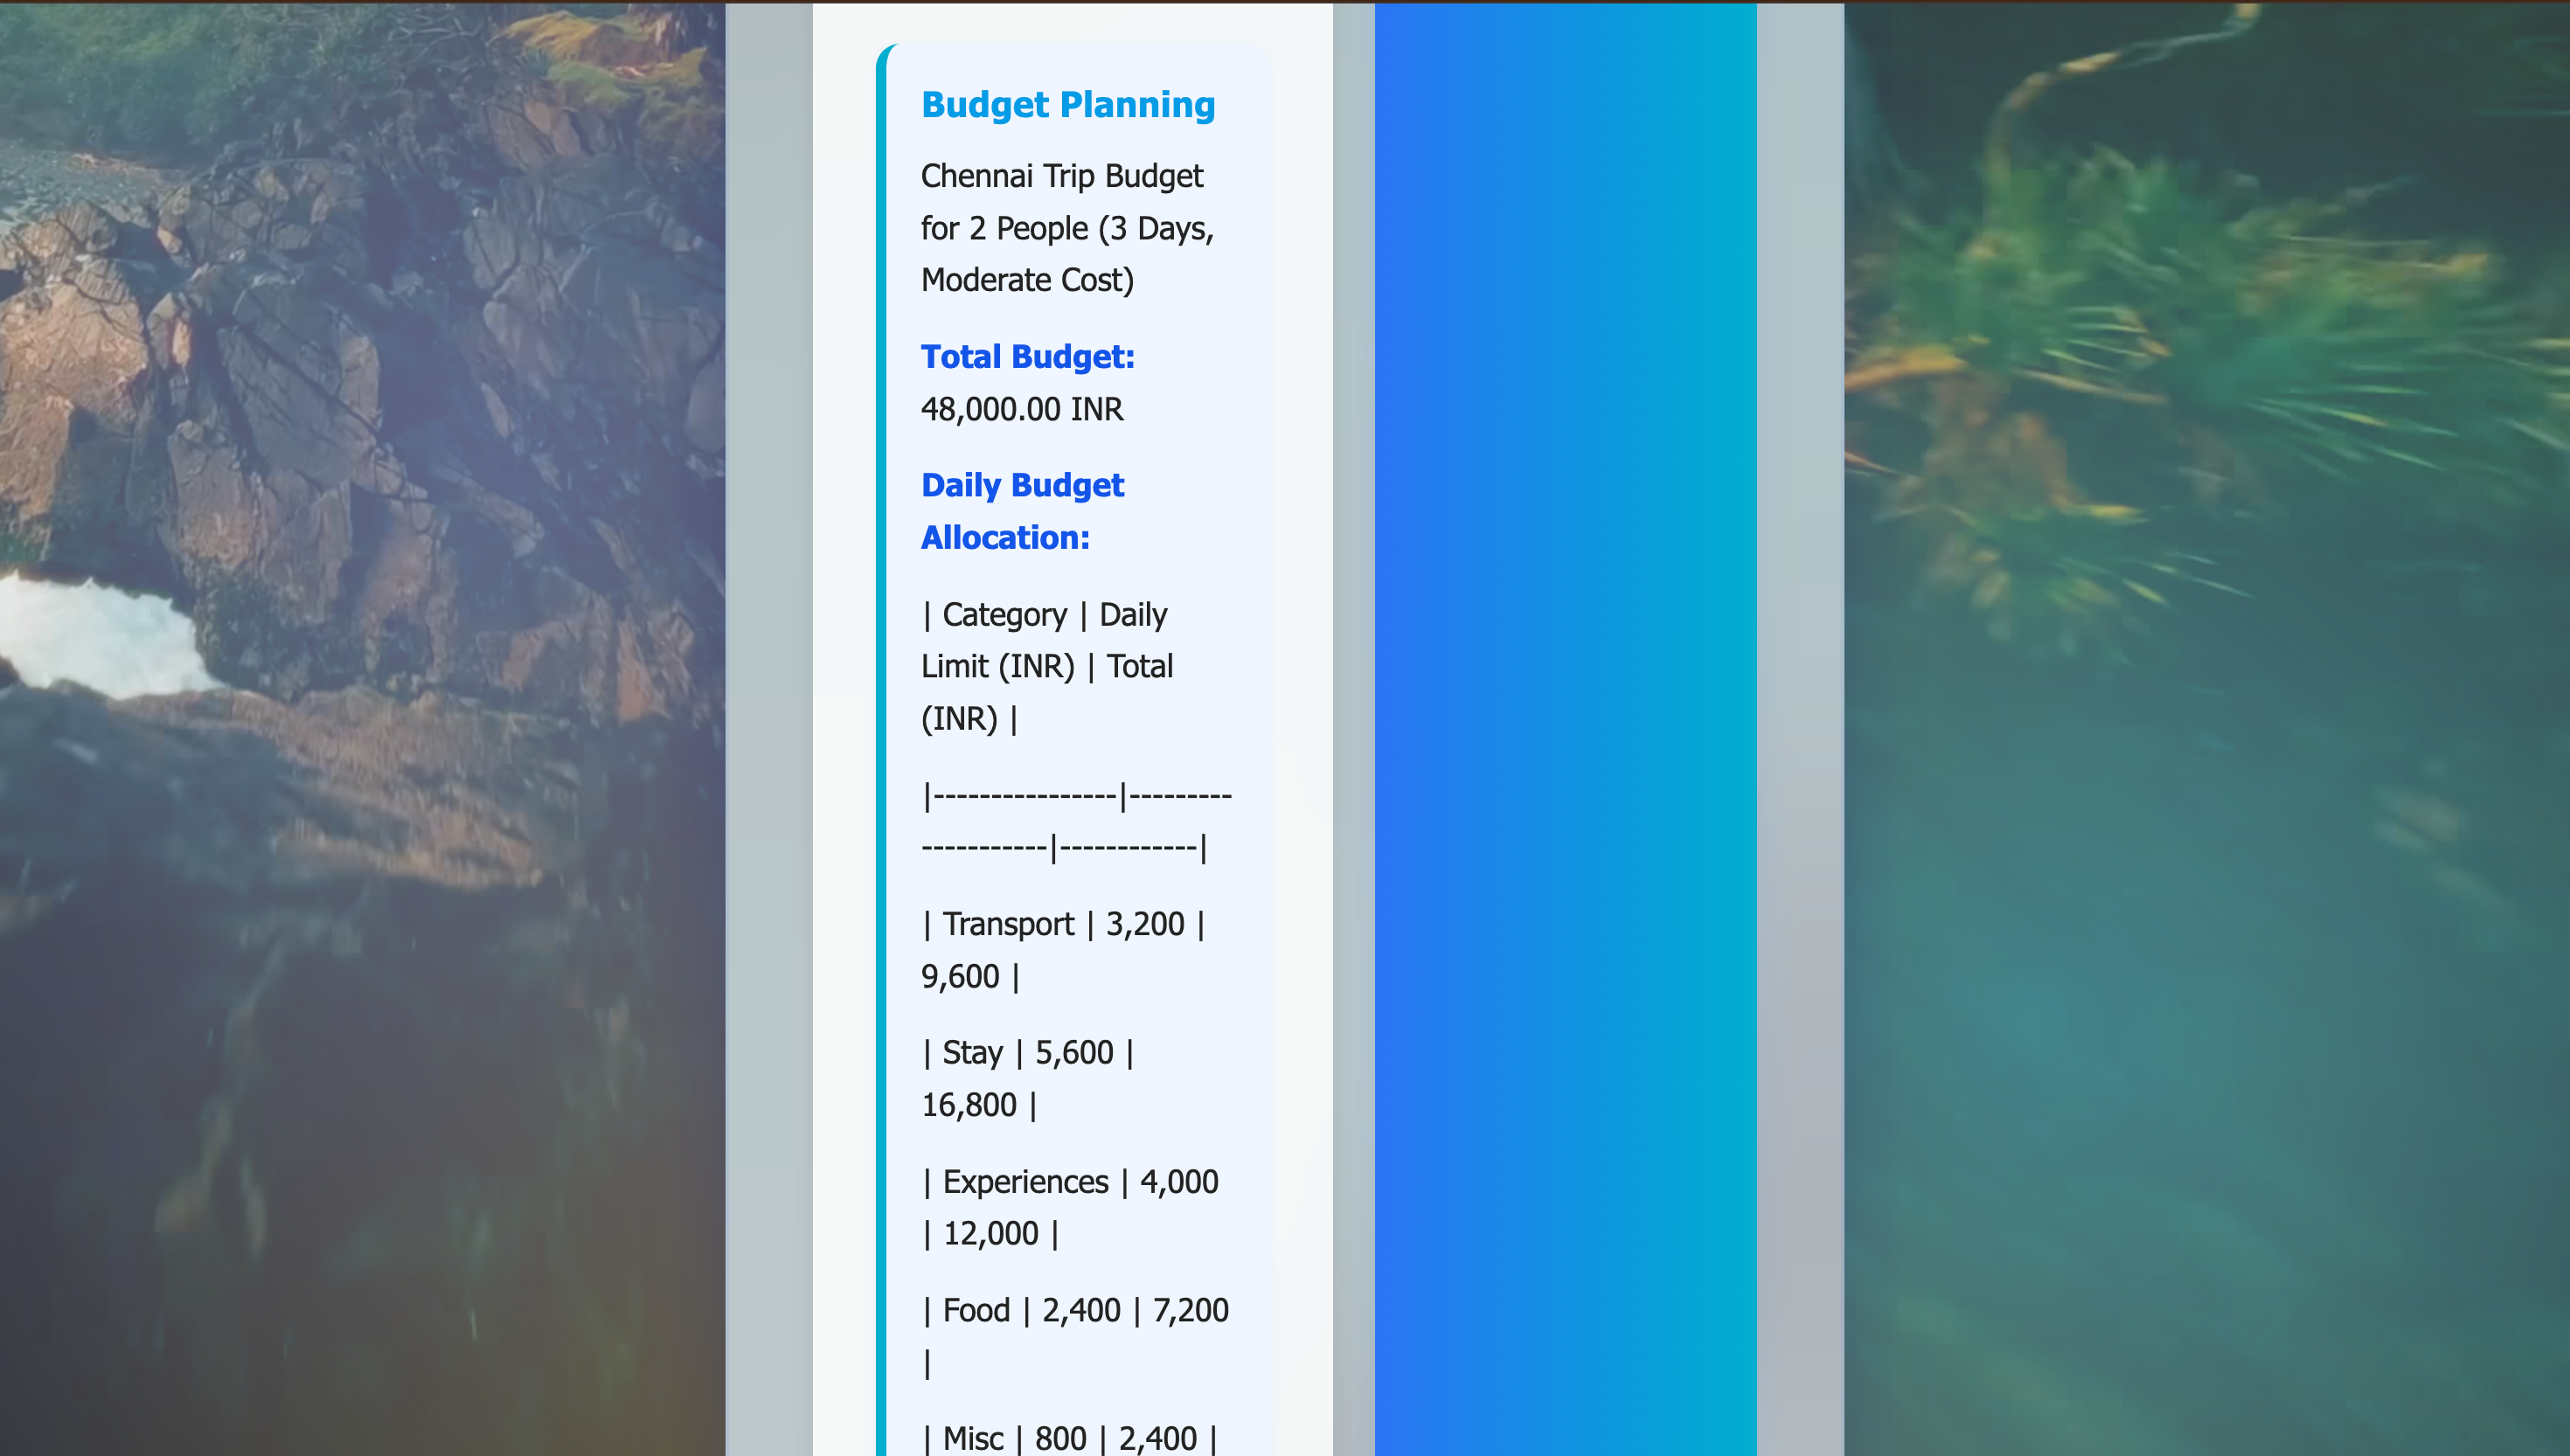 Budget Planning
Chennai Trip Budget
for 2 People (3 Days,
Moderate Cost)
Total Budget:
48,000.00 INR
Daily Budget
Allocation:
| Category | Daily
Limit (INR) | Total
(INR) |
|----------------|---------
-----------|------------|
| Transport | 3,200 |
9,600 |
| Stay | 5,600 |
16,800 |
| Experiences | 4,000
| 12,000 |
| Food | 2,400 | 7,200
|
| Misc | 800 | 2,400 |